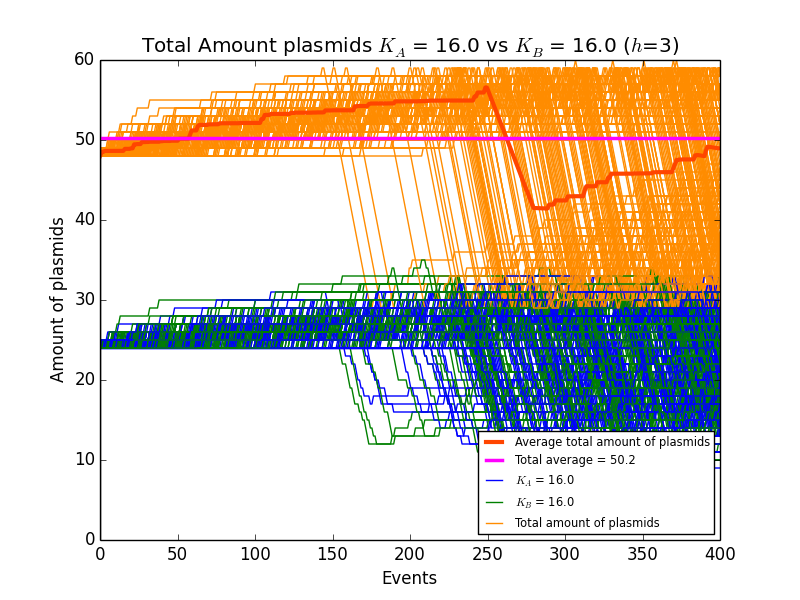 Total Amount plasmids K_A = 16.0 vs K_B = 16.0 (h=3)
Amount of plasmids
60
50
40
30
20
10
0
Average total amount of plasmids
Total average = 50.2
K_A = 16.0
K_B = 16.0
Total amount of plasmids
0 50 100 150 200 250 300 350 400
Events